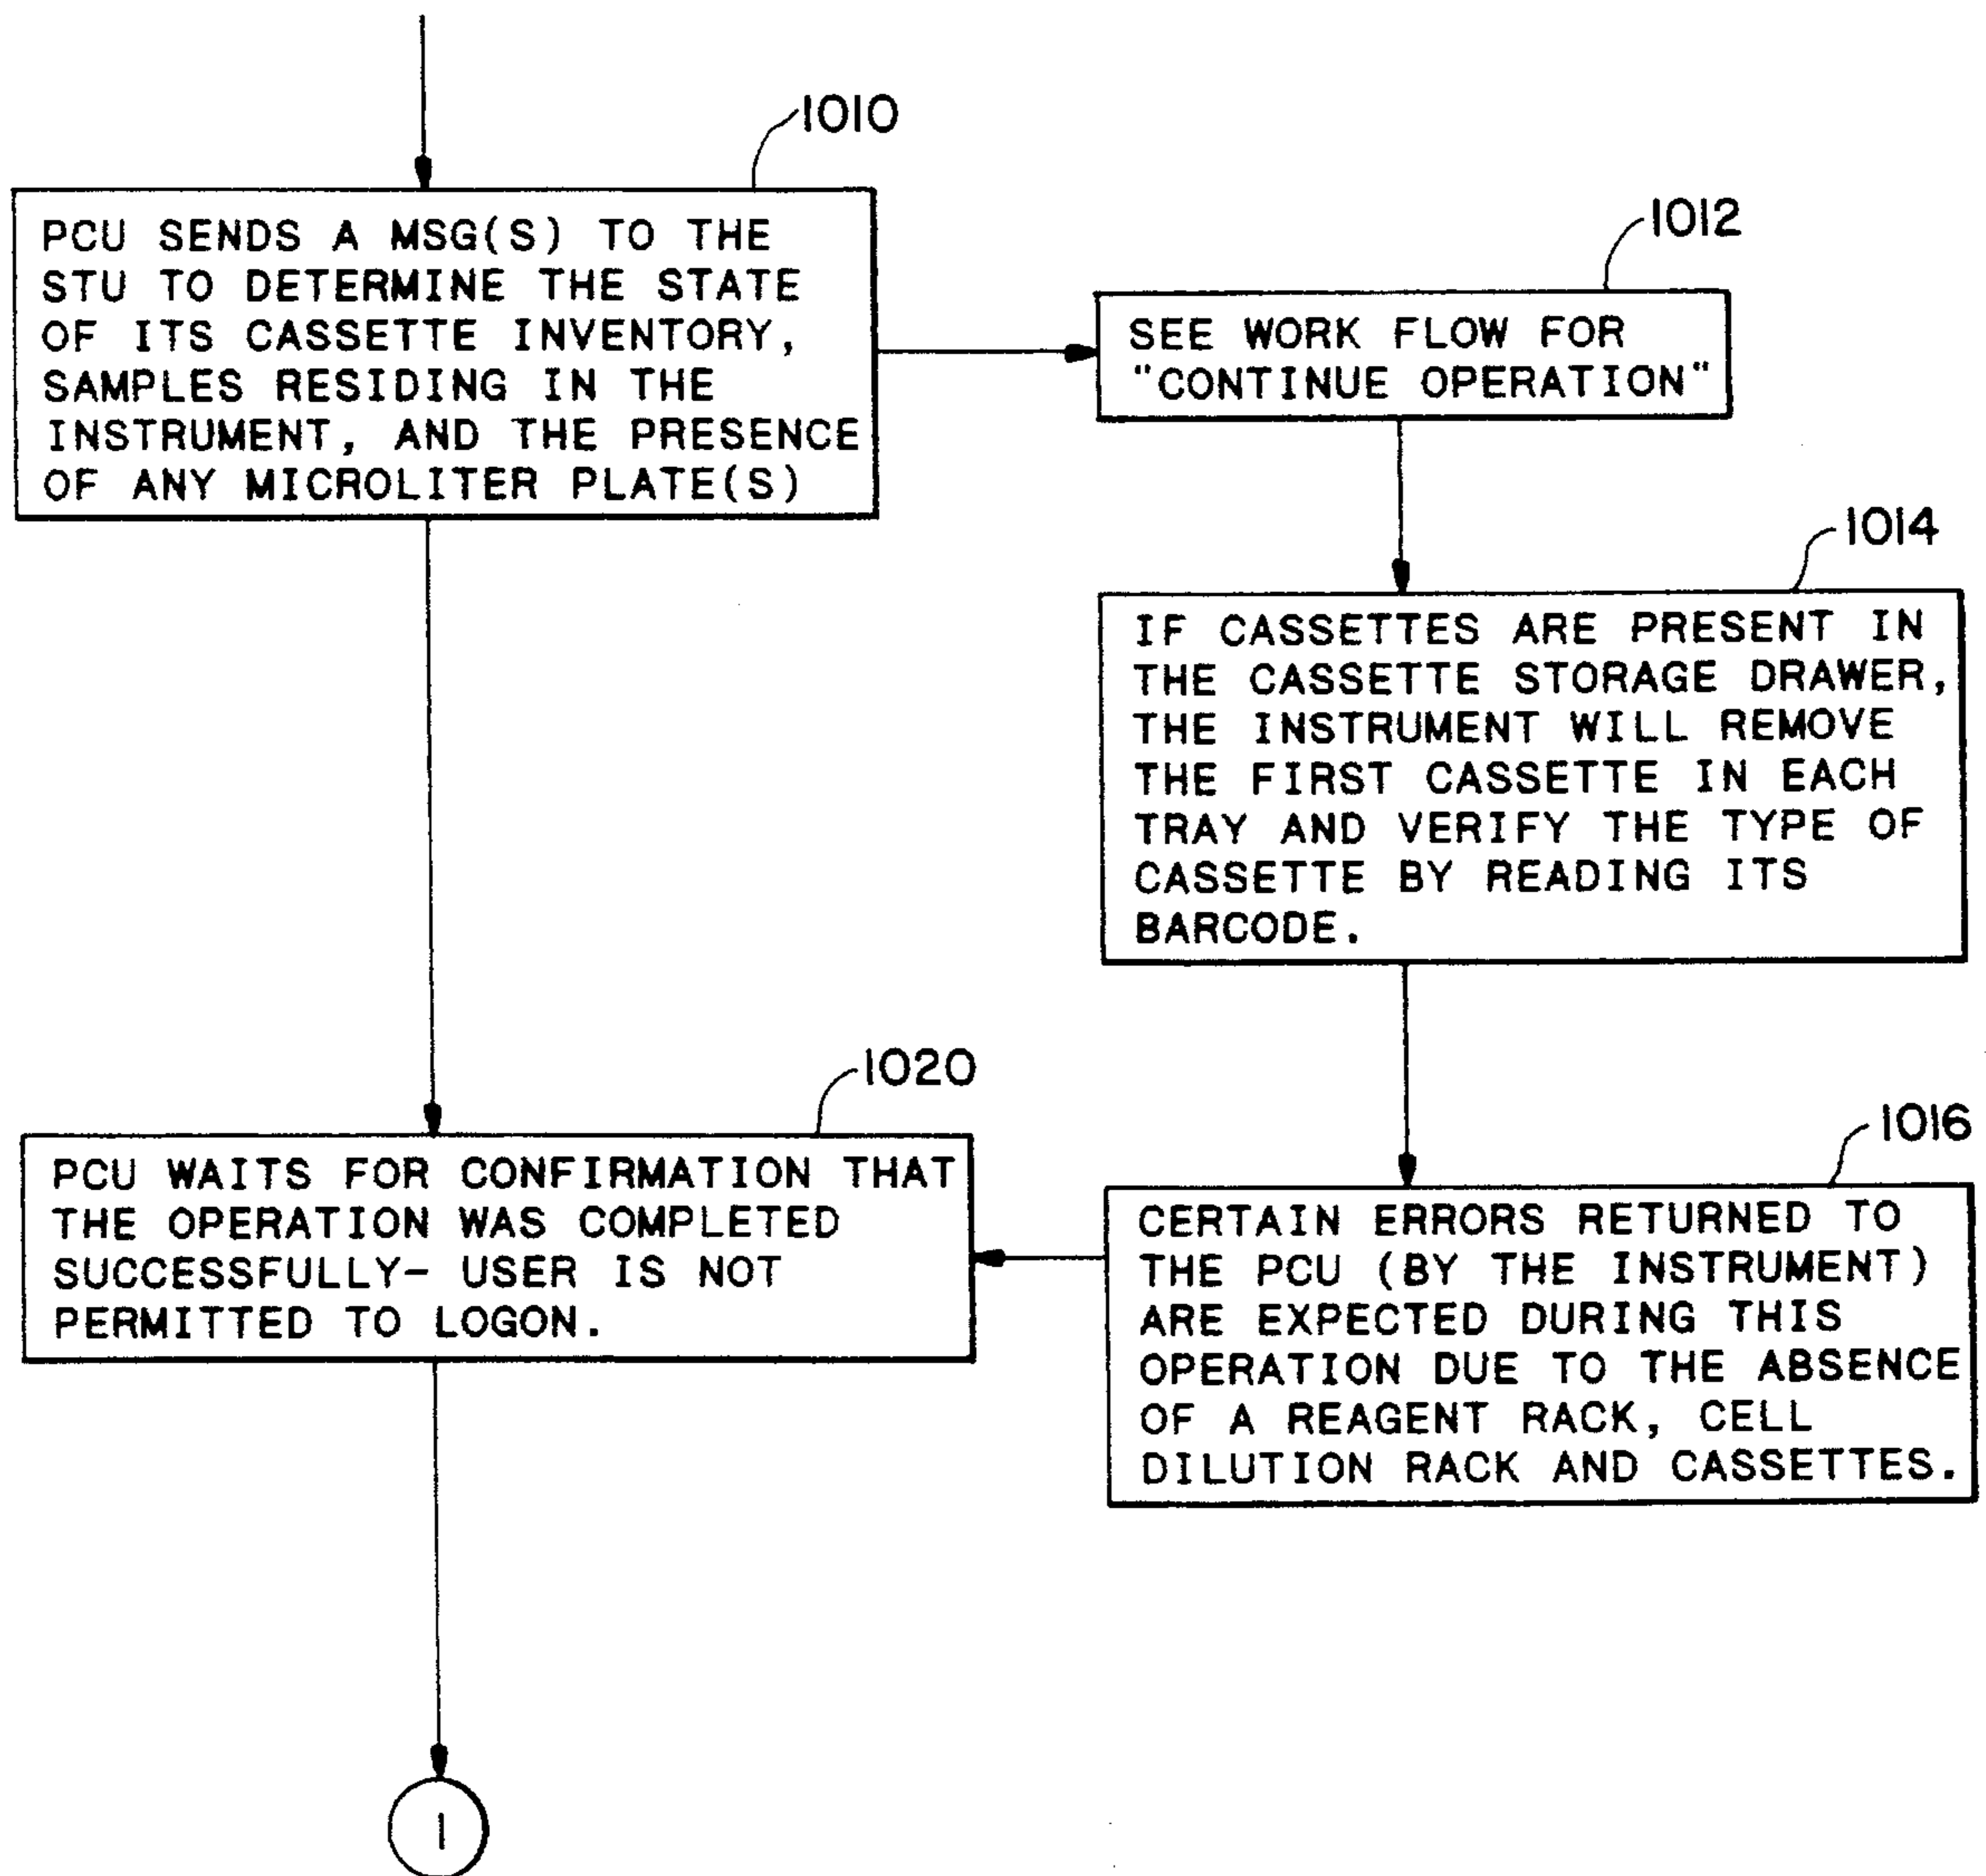 1010
PCU SENDS A MSG(S) TO THE
STU TO DETERMINE THE STATE
OF ITS CASSETTE INVENTORY,
SAMPLES RESIDING IN THE
INSTRUMENT, AND THE PRESENCE
OF ANY MICROLITER PLATE(S)
1012
SEE WORK FLOW FOR
"CONTINUE OPERATION"
1014
IF CASSETTES ARE PRESENT IN
THE CASSETTE STORAGE DRAWER,
THE INSTRUMENT WILL REMOVE
THE FIRST CASSETTE IN EACH
TRAY AND VERIFY THE TYPE OF
CASSETTE BY READING ITS
BARCODE.
1016
CERTAIN ERRORS RETURNED TO
THE PCU (BY THE INSTRUMENT)
ARE EXPECTED DURING THIS
OPERATION DUE TO THE ABSENCE
OF A REAGENT RACK, CELL
DILUTION RACK AND CASSETTES.
1020
PCU WAITS FOR CONFIRMATION THAT
THE OPERATION WAS COMPLETED
SUCCESSFULLY- USER IS NOT
PERMITTED TO LOGON.
1